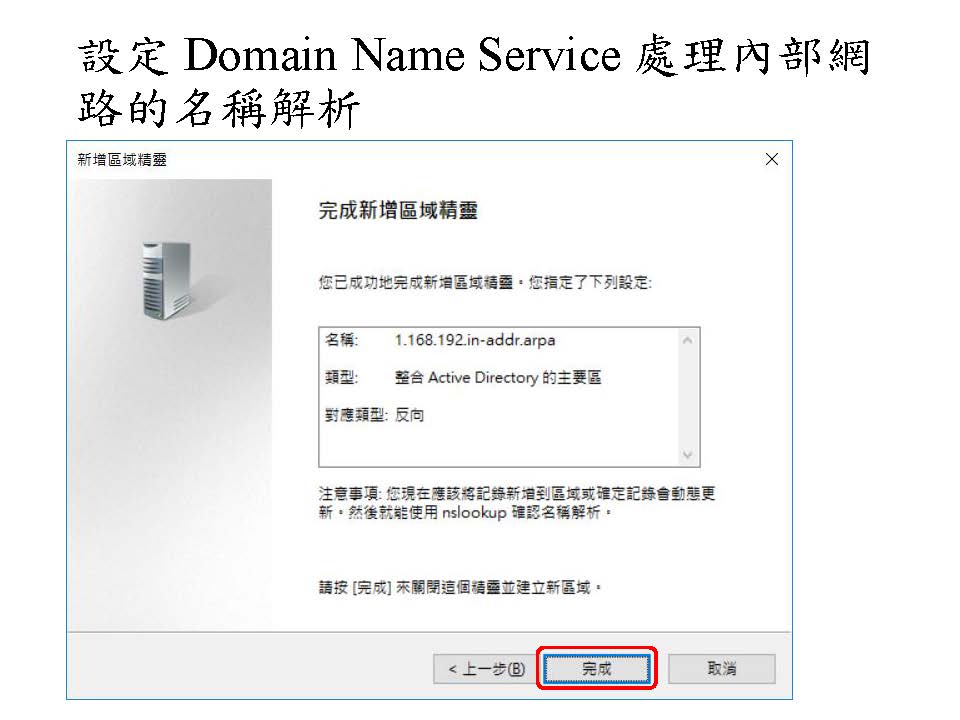 設定 Domain Name Service 處理內部網
路的名稱解析
新增區域精靈
完成新增區域精靈
您已成功地完成新增區域精靈。您指定了下列設定:
名稱: 1.168.192.in-addr.arpa
類型: 整合 Active Directory 的主要區
對應類型: 反向
注意事項: 您現在應該將記錄新增到區域或確定記錄會動態更
新。然後就能使用 nslookup 確認名稱解析。
請按 [完成] 來關閉這個精靈並建立新區域。
< 上一步(B)
完成
取消